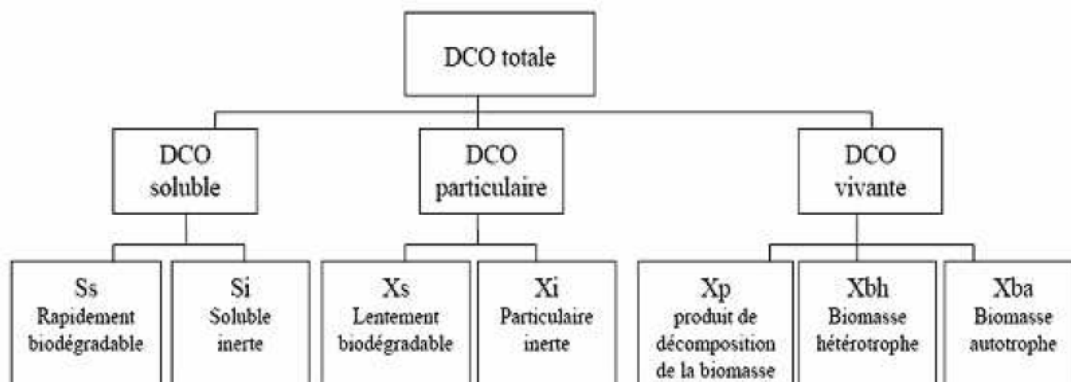 DCO totale
DCO
soluble
DCO
particulaire
DCO
vivante
Ss
Rapidement
biodégradable
Si
Soluble
inerte
Xs
Lentement
biodégradable
Xi
Particulaire
inerte
Xp
produit de
décomposition
de la biomasse
Xbh
Biomasse
hétérotrophe
Xba
Biomasse
autotrophe